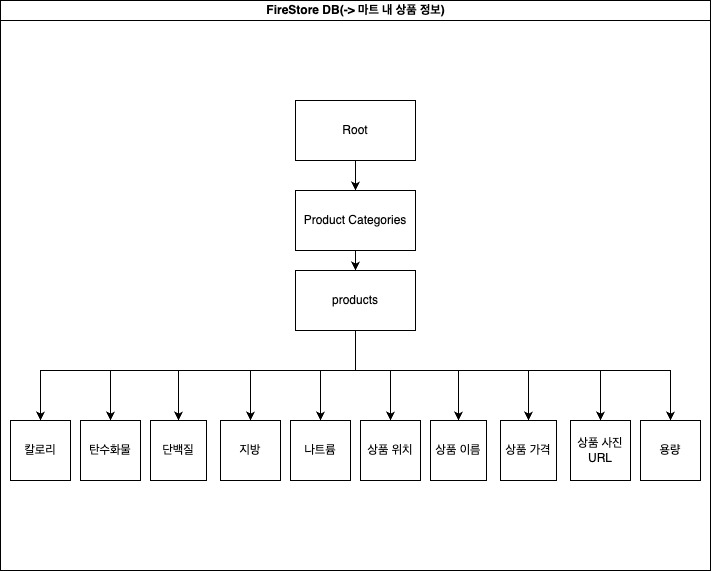 FireStore DB(-> 마트 내 상품 정보)
Root
Product Categories
products
칼로리
탄수화물
단백질
지방
나트륨
상품 위치
상품 이름
상품 가격
상품 사진
URL
용량